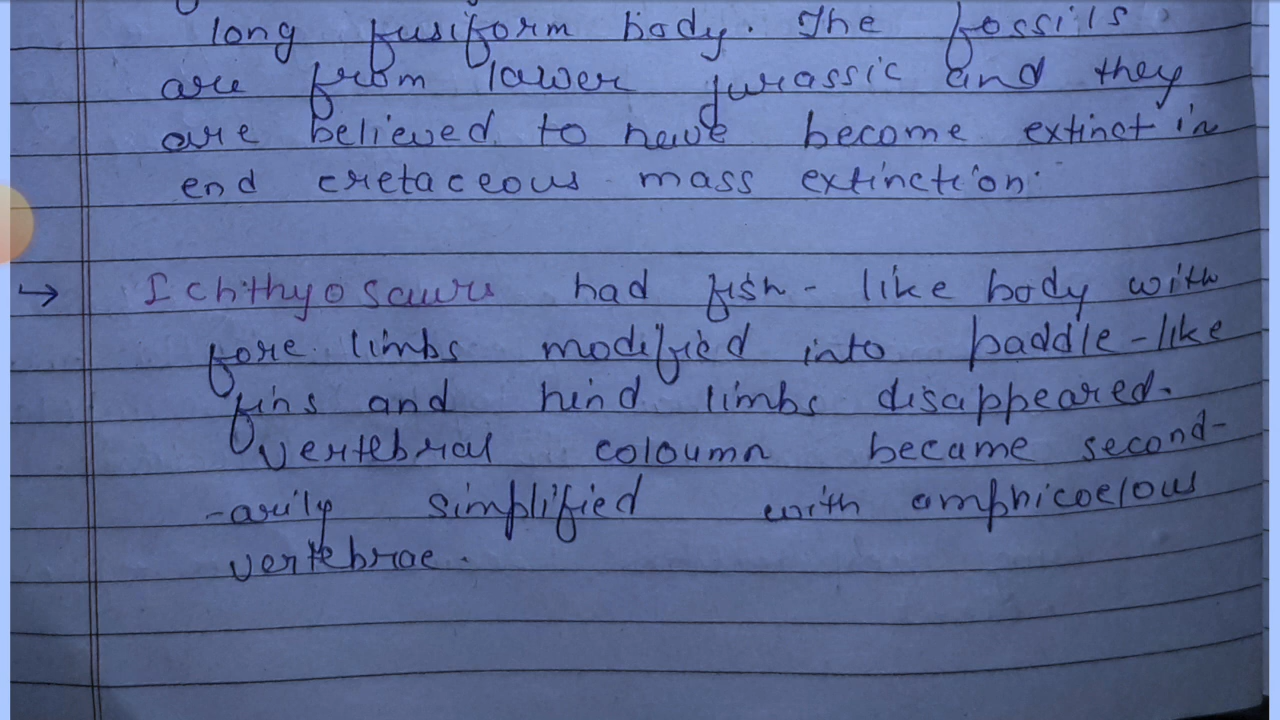 long fusiform body. The fossils
are from lower jurassic and they
are believed to have become extinct in
end cretaceous mass extinction.
→ Ichthyosaurs had fish-like body with
fore limbs modified into paddle-like
fins and hind limbs disappeared.
Vertebral coloumn became second-
-arily simplified with amphicoelous
vertebrae.